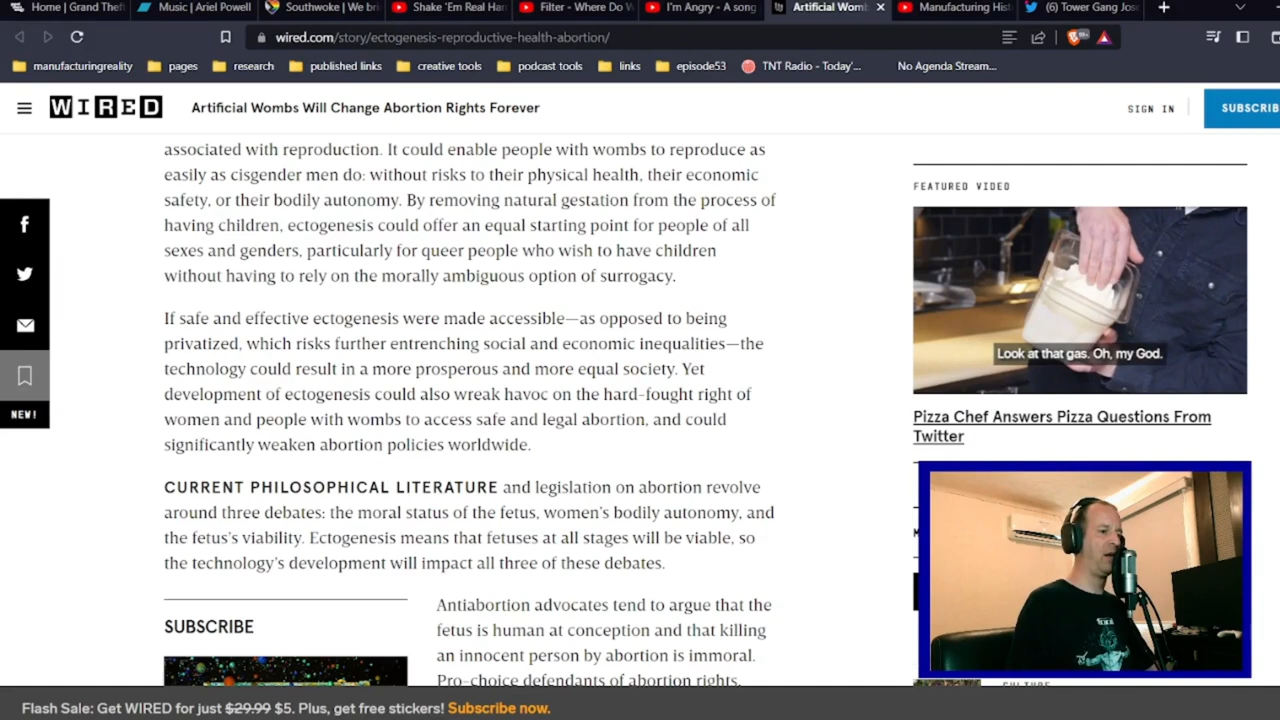 Home | Grand Theft
Music | Ariel Powell
Southwoke | We bri
Shake 'Em Real Har
Filter - Where Do W
I'm Angry - A song
Artificial Womb
Manufacturing Hist
(6) Tower Gang Jose
wired.com/story/ectogenesis-reproductive-health-abortion/
manufacturingreality
pages
research
published links
creative tools
podcast tools
links
episode53
TNT Radio - Today'...
No Agenda Stream...
WIRED
Artificial Wombs Will Change Abortion Rights Forever
SIGN IN
SUBSCRIB
associated with reproduction. It could enable people with wombs to reproduce as
easily as cisgender men do: without risks to their physical health, their economic
safety, or their bodily autonomy. By removing natural gestation from the process of
having children, ectogenesis could offer an equal starting point for people of all
sexes and genders, particularly for queer people who wish to have children
without having to rely on the morally ambiguous option of surrogacy.
If safe and effective ectogenesis were made accessible—as opposed to being
privatized, which risks further entrenching social and economic inequalities—the
technology could result in a more prosperous and more equal society. Yet
development of ectogenesis could also wreak havoc on the hard-fought right of
women and people with wombs to access safe and legal abortion, and could
significantly weaken abortion policies worldwide.
CURRENT PHILOSOPHICAL LITERATURE and legislation on abortion revolve
around three debates: the moral status of the fetus, women's bodily autonomy, and
the fetus's viability. Ectogenesis means that fetuses at all stages will be viable, so
the technology's development will impact all three of these debates.
SUBSCRIBE
Antiabortion advocates tend to argue that the
fetus is human at conception and that killing
an innocent person by abortion is immoral.
Pro-choice defendants of abortion rights,
NEW!
FEATURED VIDEO
Look at that gas. Oh, my God.
Pizza Chef Answers Pizza Questions From
Twitter
CULTURE
Flash Sale: Get WIRED for just $29.99 $5. Plus, get free stickers! Subscribe now.